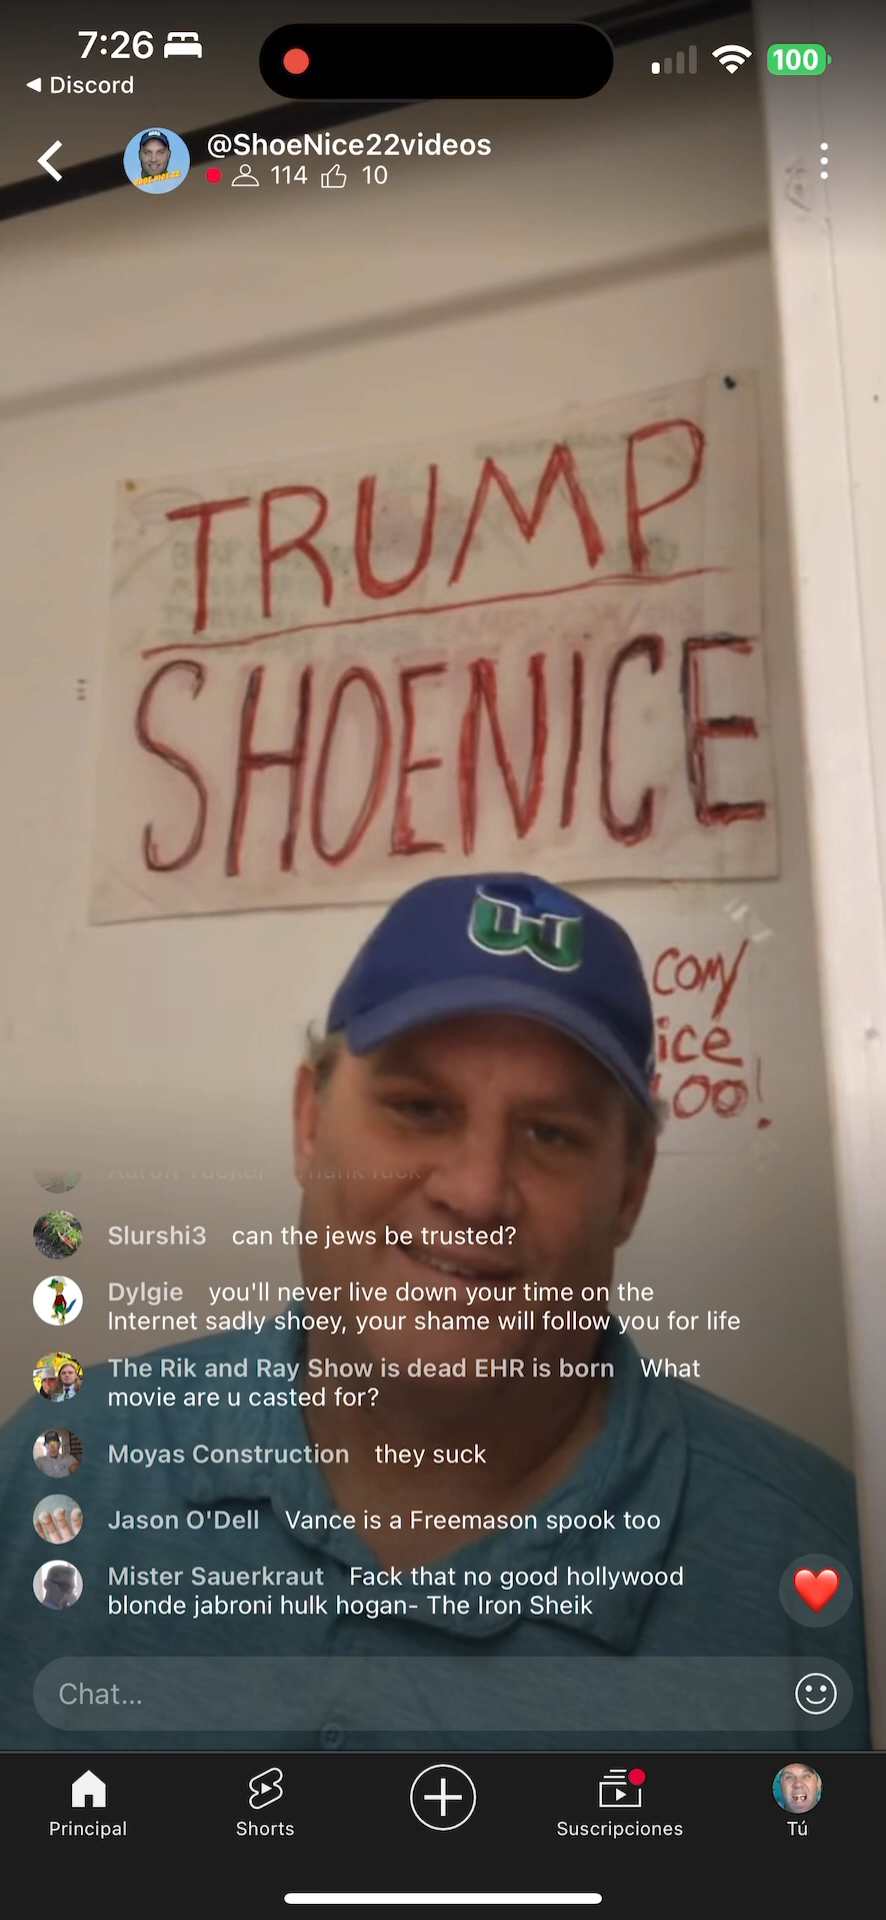 7:26
100
Discord
@ShoeNice22videos
114 10
TRUMP
SHOENICE
COM
ice
oo!
Slurshi3 can the jews be trusted?
Dylgie you'll never live down your time on the
Internet sadly shoey, your shame will follow you for life
The Rik and Ray Show is dead EHR is born What
movie are u casted for?
Moyas Construction they suck
Jason O'Dell Vance is a Freemason spook too
Mister Sauerkraut Fack that no good hollywood
blonde jabroni hulk hogan- The Iron Sheik
Chat...
Principal
Shorts
Suscripciones
Tú